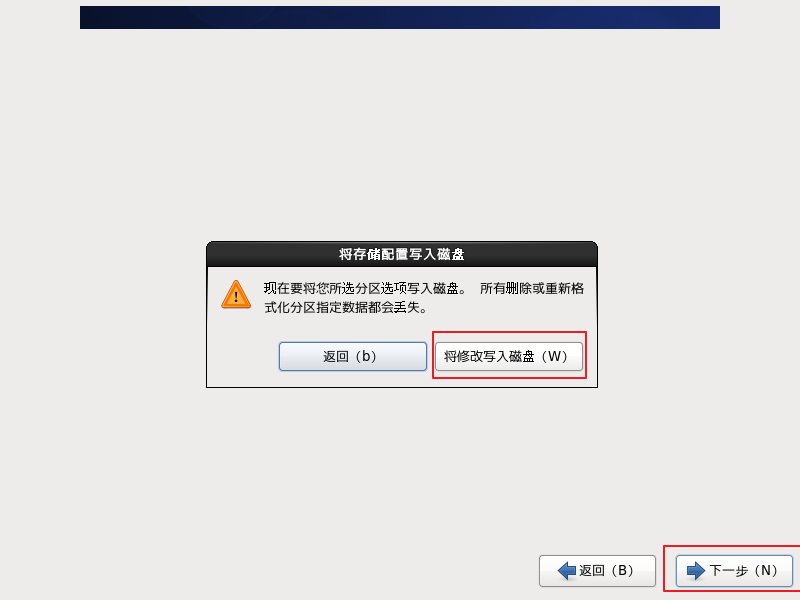 将存储配置写入磁盘
现在要将您所选分区选项写入磁盘。 所有删除或重新格
式化分区指定数据都会丢失。
返回（b）
将修改写入磁盘（W）
返回（B）
下一步（N）